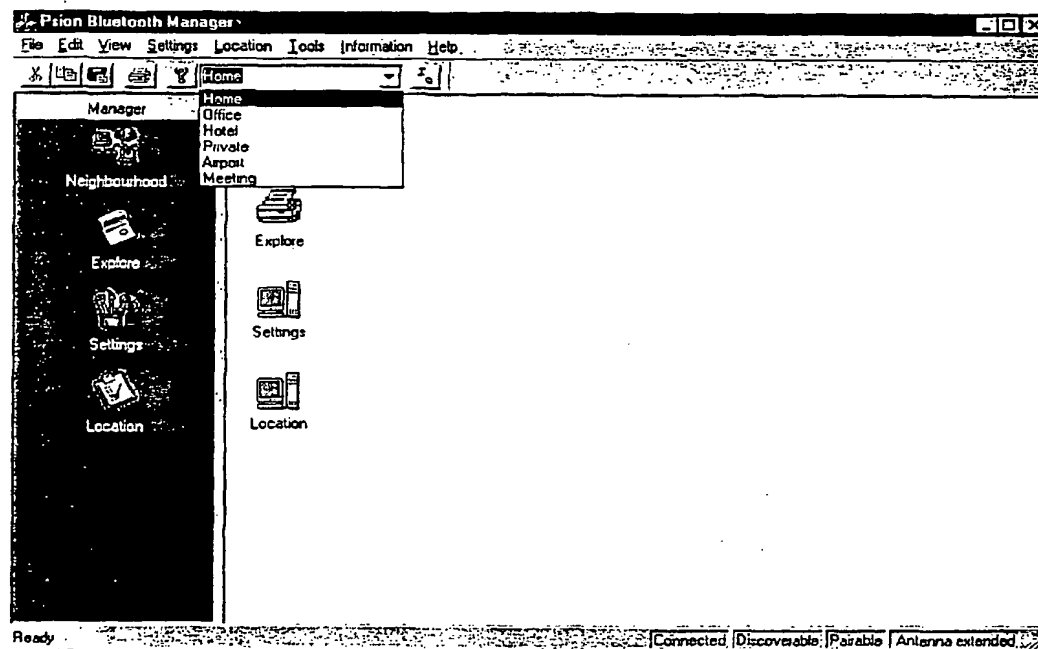 Psion Bluetooth Manager
File Edit View Settings Location Tools Information Help
Home
Manager
Home
Office
Hotel
Private
Airport
Meeting
Neighbourhood
Explore
Explore
Settings
Settings
Location
Location
Ready
Connected Discoverable Pairable Antenna extended